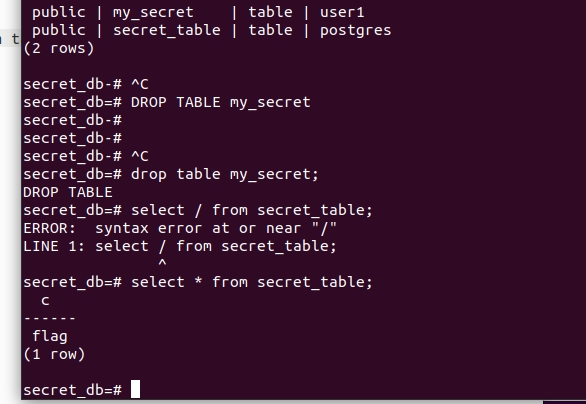 public | my_secret    | table | user1
public | secret_table | table | postgres
(2 rows)
secret_db-# ^C
secret_db=# DROP TABLE my_secret
secret_db-#
secret_db-#
secret_db-# ^C
secret_db=# drop table my_secret;
DROP TABLE
secret_db=# select / from secret_table;
ERROR:  syntax error at or near "/"
LINE 1: select / from secret_table;
^
secret_db=# select * from secret_table;
c
------
flag
(1 row)
secret_db=#